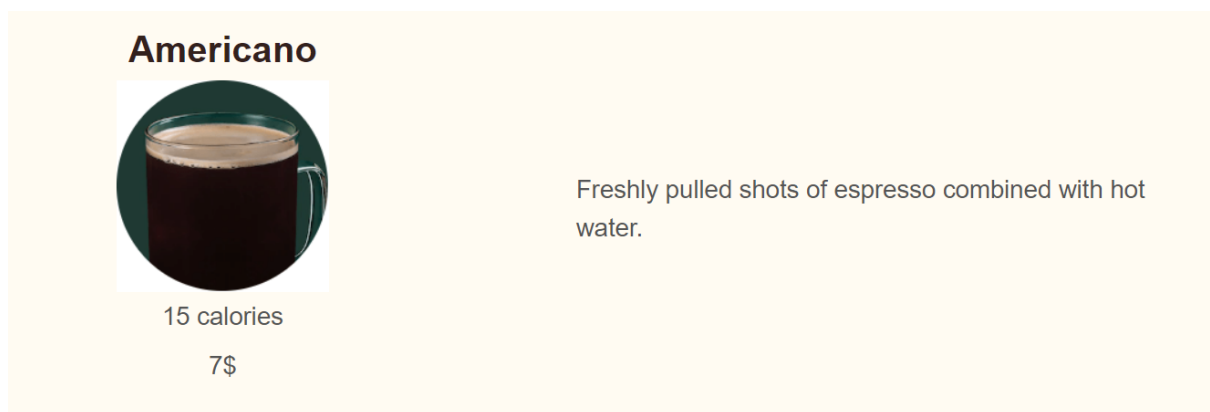 Americano
Freshly pulled shots of espresso combined with hot
water.
15 calories
7$